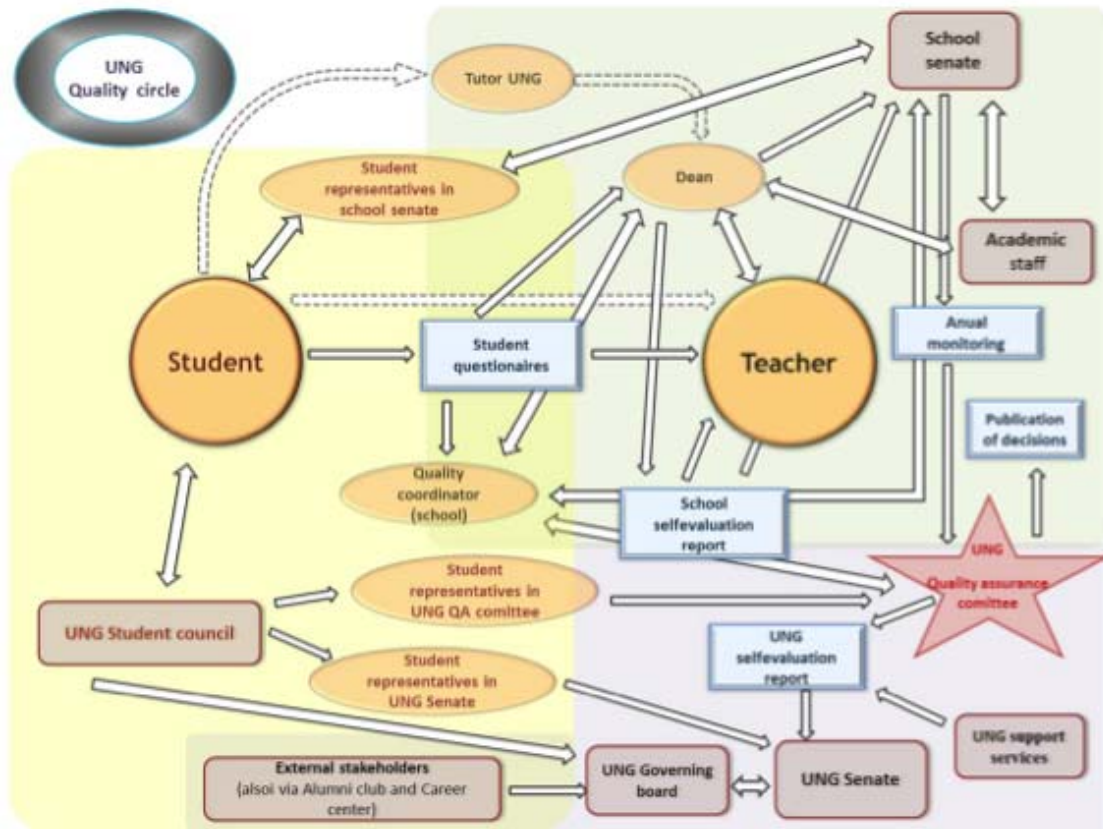 UNG
Quality circle
Tutor UNG
School
senate
Student
representatives in
school senate
Dean
Academic
staff
Student
Student
questionaires
Teacher
Anual
monitoring
Publication
of decisions
Quality
coordinator
(school)
School
selfevaluation
report
UNG
Quality assurance
comittee
Student
representatives in
UNG QA comittee
UNG Student council
UNG
selfevaluation
report
Student
representatives in
UNG Senate
UNG support
services
External stakeholders
(alsoi via Alumni club and Career
center)
UNG Governing
board
UNG Senate